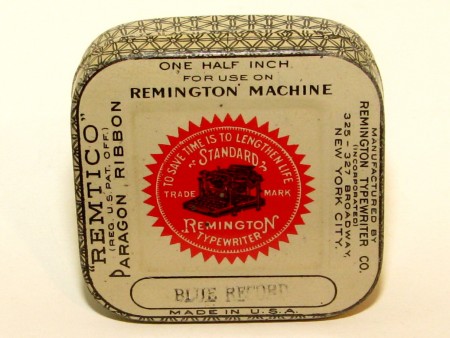 ONE HALF INCH
FOR USE ON
REMINGTON MACHINE
"REMTICO"
(REG. U.S. PAT. OFF.)
PARAGON RIBBON
TO SAVE TIME IS TO LENGTHEN LIFE
"STANDARD"
TRADE MARK
REMINGTON
TYPEWRITER
MANUFACTURED BY
REMINGTON TYPEWRITER CO.
(INCORPORATED)
325-327 BROADWAY,
NEW YORK CITY.
BLUE RECORD
MADE IN U.S.A.